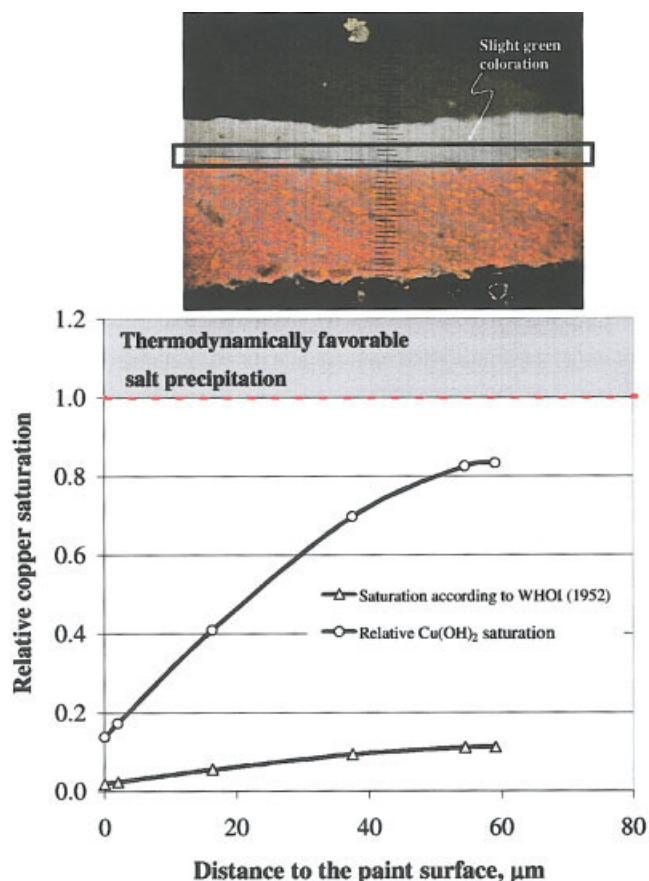 Slight green
coloration
1.2
Thermodynamically favorable
salt precipitation
1.0
0.8
0.6
0.4
0.2
0.0
Relative copper saturation
Saturation according to WHOI (1952)
Relative Cu(OH)₂ saturation
0
20
40
60
80
Distance to the paint surface, μm